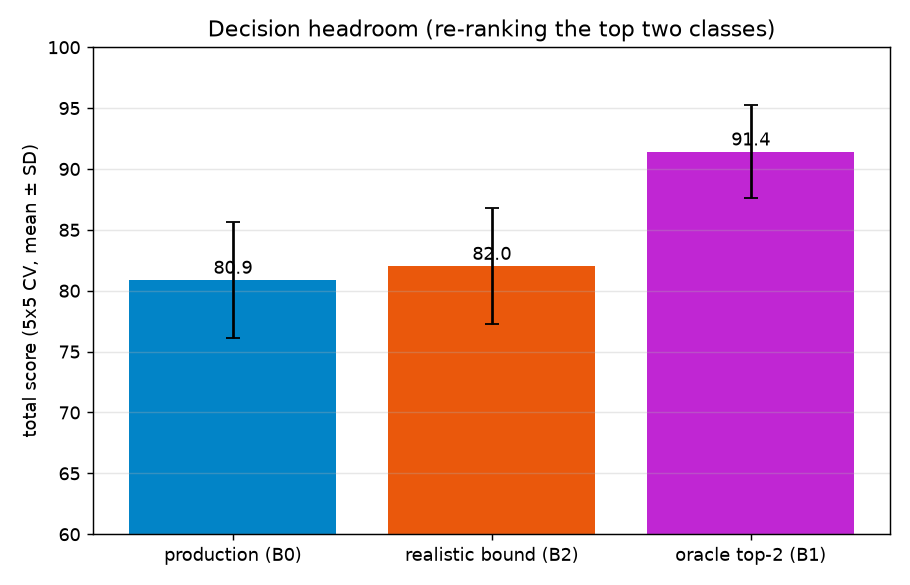 Decision headroom (re-ranking the top two classes)
total score (5x5 CV, mean ± SD)
100
95
90
85
80
75
70
65
60
80.9
82.0
91.4
production (B0)
realistic bound (B2)
oracle top-2 (B1)